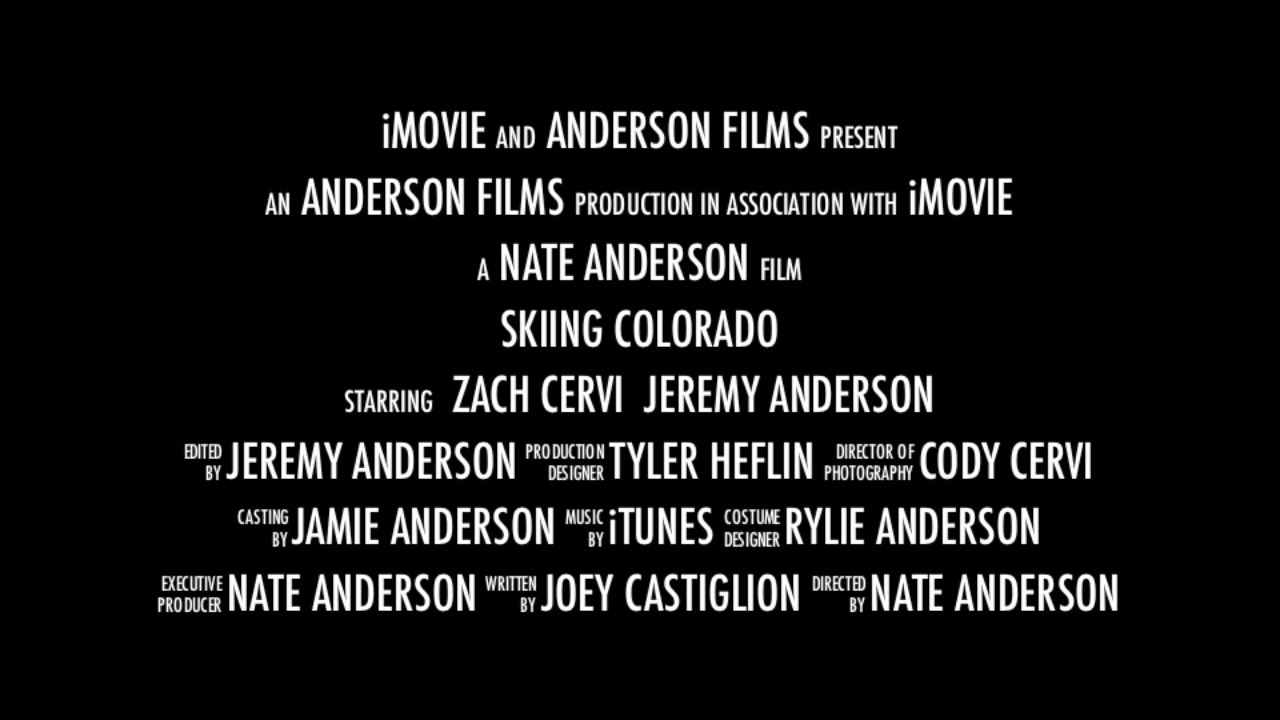 iMOVIE AND ANDERSON FILMS PRESENT
AN ANDERSON FILMS PRODUCTION IN ASSOCIATION WITH iMOVIE
A NATE ANDERSON FILM
SKIING COLORADO
STARRING ZACH CERVI JEREMY ANDERSON
EDITED BY JEREMY ANDERSON PRODUCTION DESIGNER TYLER HEFLIN DIRECTOR OF PHOTOGRAPHY CODY CERVI
CASTING BY JAMIE ANDERSON MUSIC BY iTUNES COSTUME DESIGNER RYLIE ANDERSON
EXECUTIVE PRODUCER NATE ANDERSON WRITTEN BY JOEY CASTIGLION DIRECTED BY NATE ANDERSON